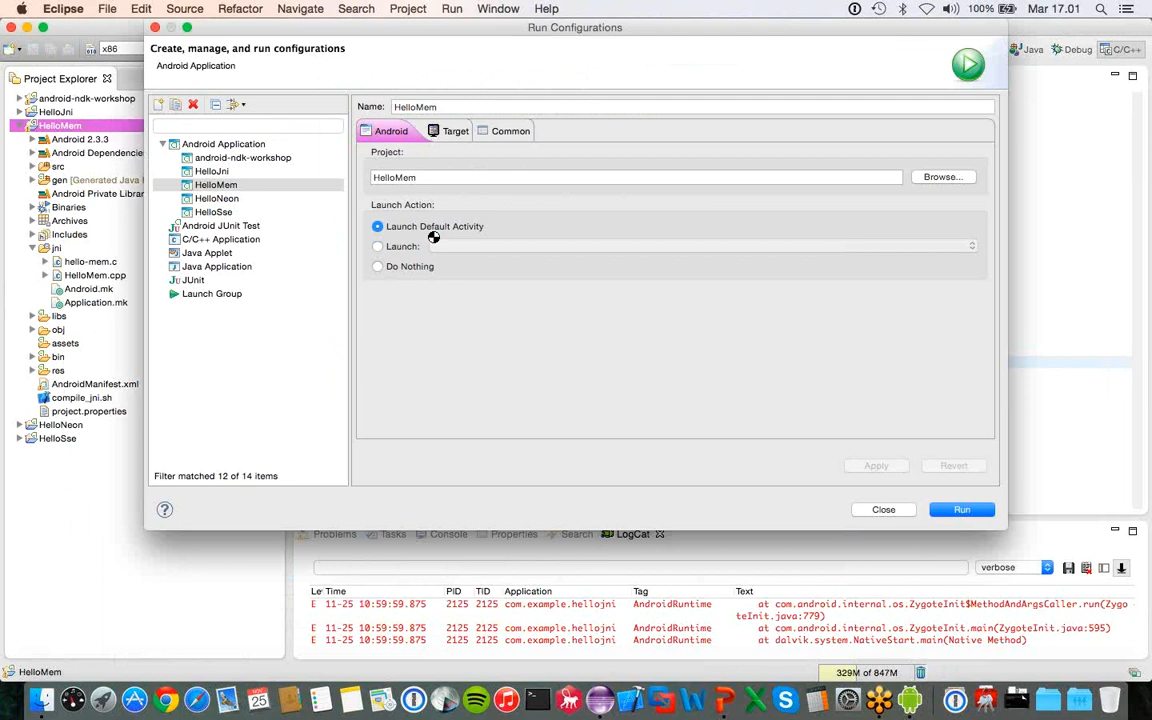 Eclipse File Edit Source Refactor Navigate Search Project Run Window Help 100% Mar 17.01
Run Configurations
x86
Java Debug C/C++
Create, manage, and run configurations
Android Application
Project Explorer
android-ndk-workshop
HelloJni
HelloMem
Android 2.3.3
Android Dependencie
src
gen [Generated Java
Android Private Librar
Binaries
Archives
Includes
jni
hello-mem.c
HelloMem.cpp
Android.mk
Application.mk
libs
obj
assets
bin
res
AndroidManifest.xml
compile_jni.sh
project.properties
HelloNeon
HelloSse
Android Application
android-ndk-workshop
HelloJni
HelloMem
HelloNeon
HelloSse
Android JUnit Test
C/C++ Application
Java Applet
Java Application
JUnit
Launch Group
Filter matched 12 of 14 items
Name: HelloMem
Android Target Common
Project:
HelloMem Browse...
Launch Action:
Launch Default Activity
Launch:
Do Nothing
Apply Revert
? Close Run
Problems Tasks Console Properties Search LogCat
verbose
Le Time PID TID Application Tag Text
E 11-25 10:59:59.875 2125 2125 com.example.hellojni AndroidRuntime at com.android.internal.os.ZygoteInit$MethodAndArgsCaller.run(Zygo
teInit.java:779)
E 11-25 10:59:59.875 2125 2125 com.example.hellojni AndroidRuntime at com.android.internal.os.ZygoteInit.main(ZygoteInit.java:595)
E 11-25 10:59:59.875 2125 2125 com.example.hellojni AndroidRuntime at dalvik.system.NativeStart.main(Native Method)
HelloMem 329M of 847M
25